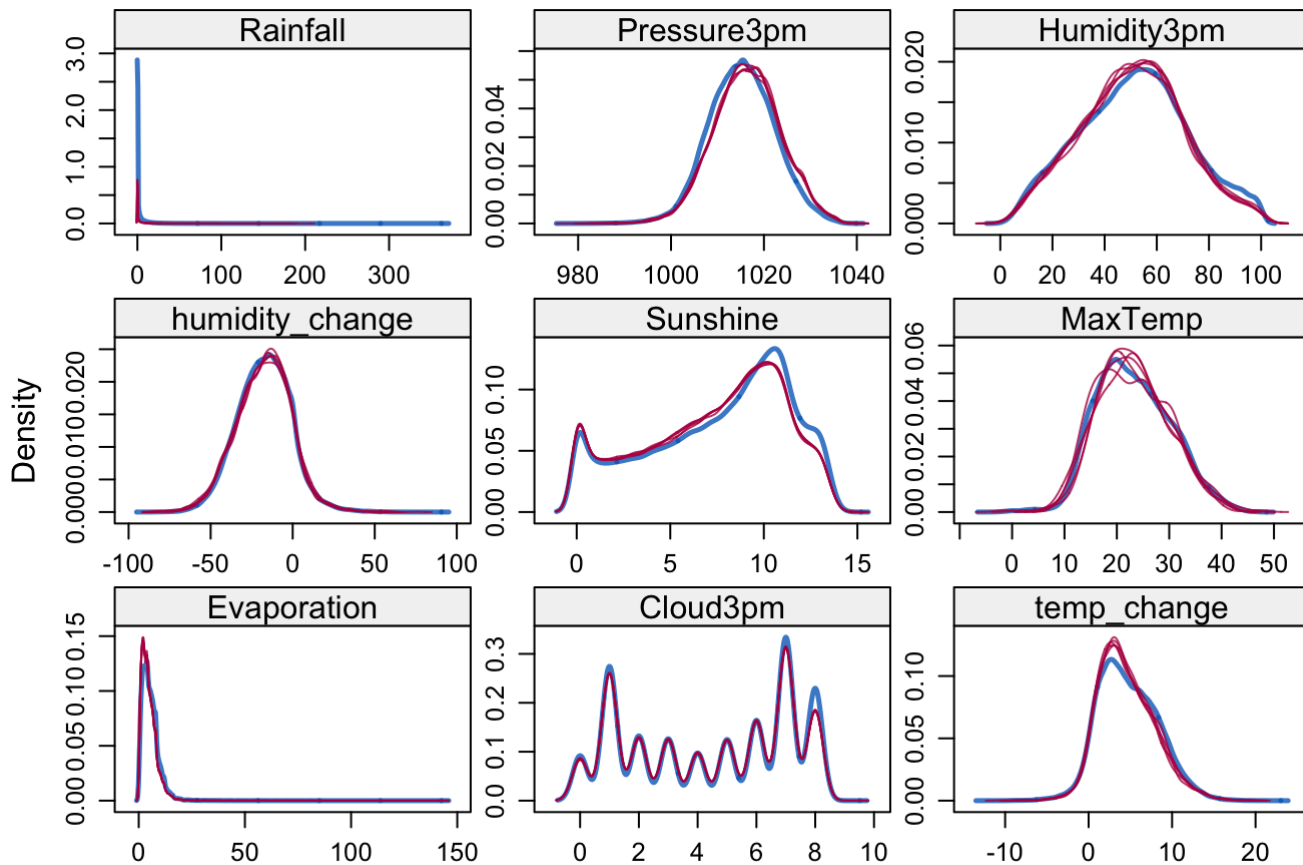 Density
Rainfall
0.0 1.0 2.0 3.0
0 100 200 300
Pressure3pm
0.00 0.02 0.04
980 1000 1020 1040
Humidity3pm
0.000 0.010 0.020
0 20 40 60 80 100
humidity_change
0.000 0.010 0.020
-100 -50 0 50 100
Sunshine
0.00 0.05 0.10
0 5 10 15
MaxTemp
0.00 0.02 0.04 0.06
0 10 20 30 40 50
Evaporation
0.00 0.05 0.10 0.15
0 50 100 150
Cloud3pm
0.0 0.1 0.2 0.3
0 2 4 6 8 10
temp_change
0.00 0.05 0.10
-10 0 10 20